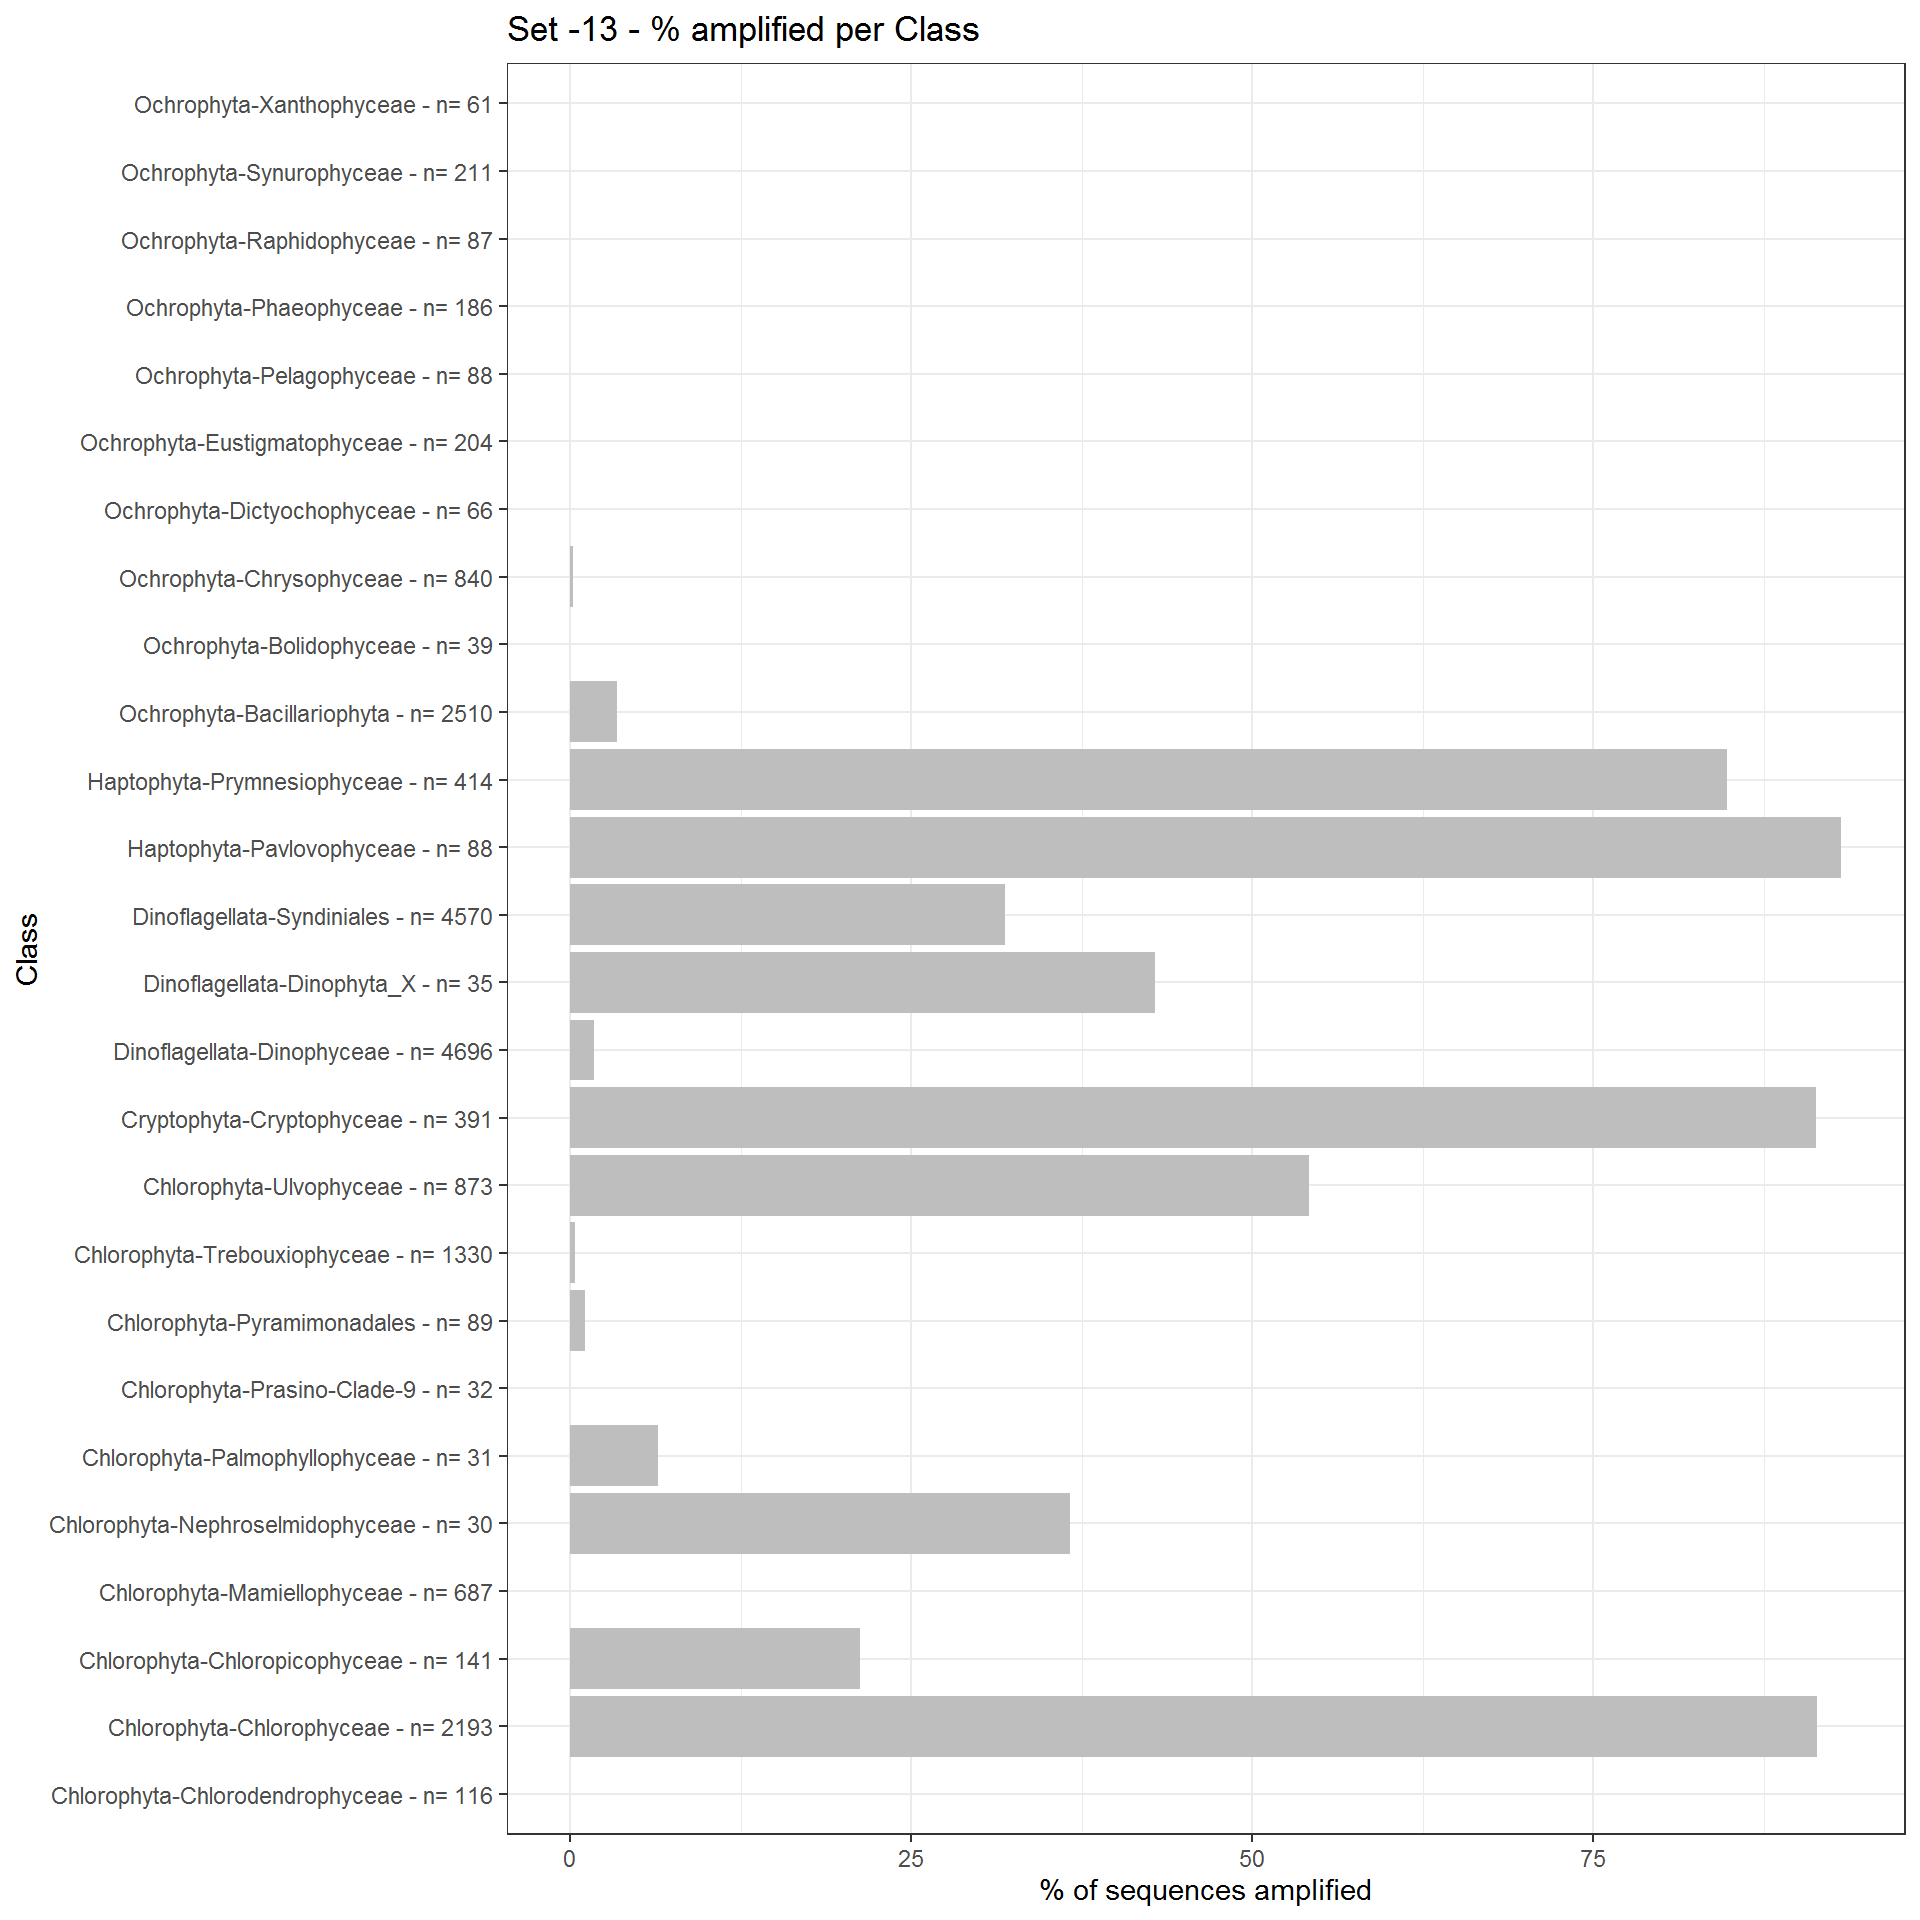 Set -13 - % amplified per Class
Ochrophyta-Xanthophyceae - n= 61
Ochrophyta-Synurophyceae - n= 211
Ochrophyta-Raphidophyceae - n= 87
Ochrophyta-Phaeophyceae - n= 186
Ochrophyta-Pelagophyceae - n= 88
Ochrophyta-Eustigmatophyceae - n= 204
Ochrophyta-Dictyochophyceae - n= 66
Ochrophyta-Chrysophyceae - n= 840
Ochrophyta-Bolidophyceae - n= 39
Ochrophyta-Bacillariophyta - n= 2510
Haptophyta-Prymnesiophyceae - n= 414
Haptophyta-Pavlovophyceae - n= 88
Dinoflagellata-Syndiniales - n= 4570
Dinoflagellata-Dinophyta_X - n= 35
Dinoflagellata-Dinophyceae - n= 4696
Cryptophyta-Cryptophyceae - n= 391
Chlorophyta-Ulvophyceae - n= 873
Chlorophyta-Trebouxiophyceae - n= 1330
Chlorophyta-Pyramimonadales - n= 89
Chlorophyta-Prasino-Clade-9 - n= 32
Chlorophyta-Palmophyllophyceae - n= 31
Chlorophyta-Nephroselmidophyceae - n= 30
Chlorophyta-Mamiellophyceae - n= 687
Chlorophyta-Chloropicophyceae - n= 141
Chlorophyta-Chlorophyceae - n= 2193
Chlorophyta-Chlorodendrophyceae - n= 116
Class
0 25 50 75
% of sequences amplified